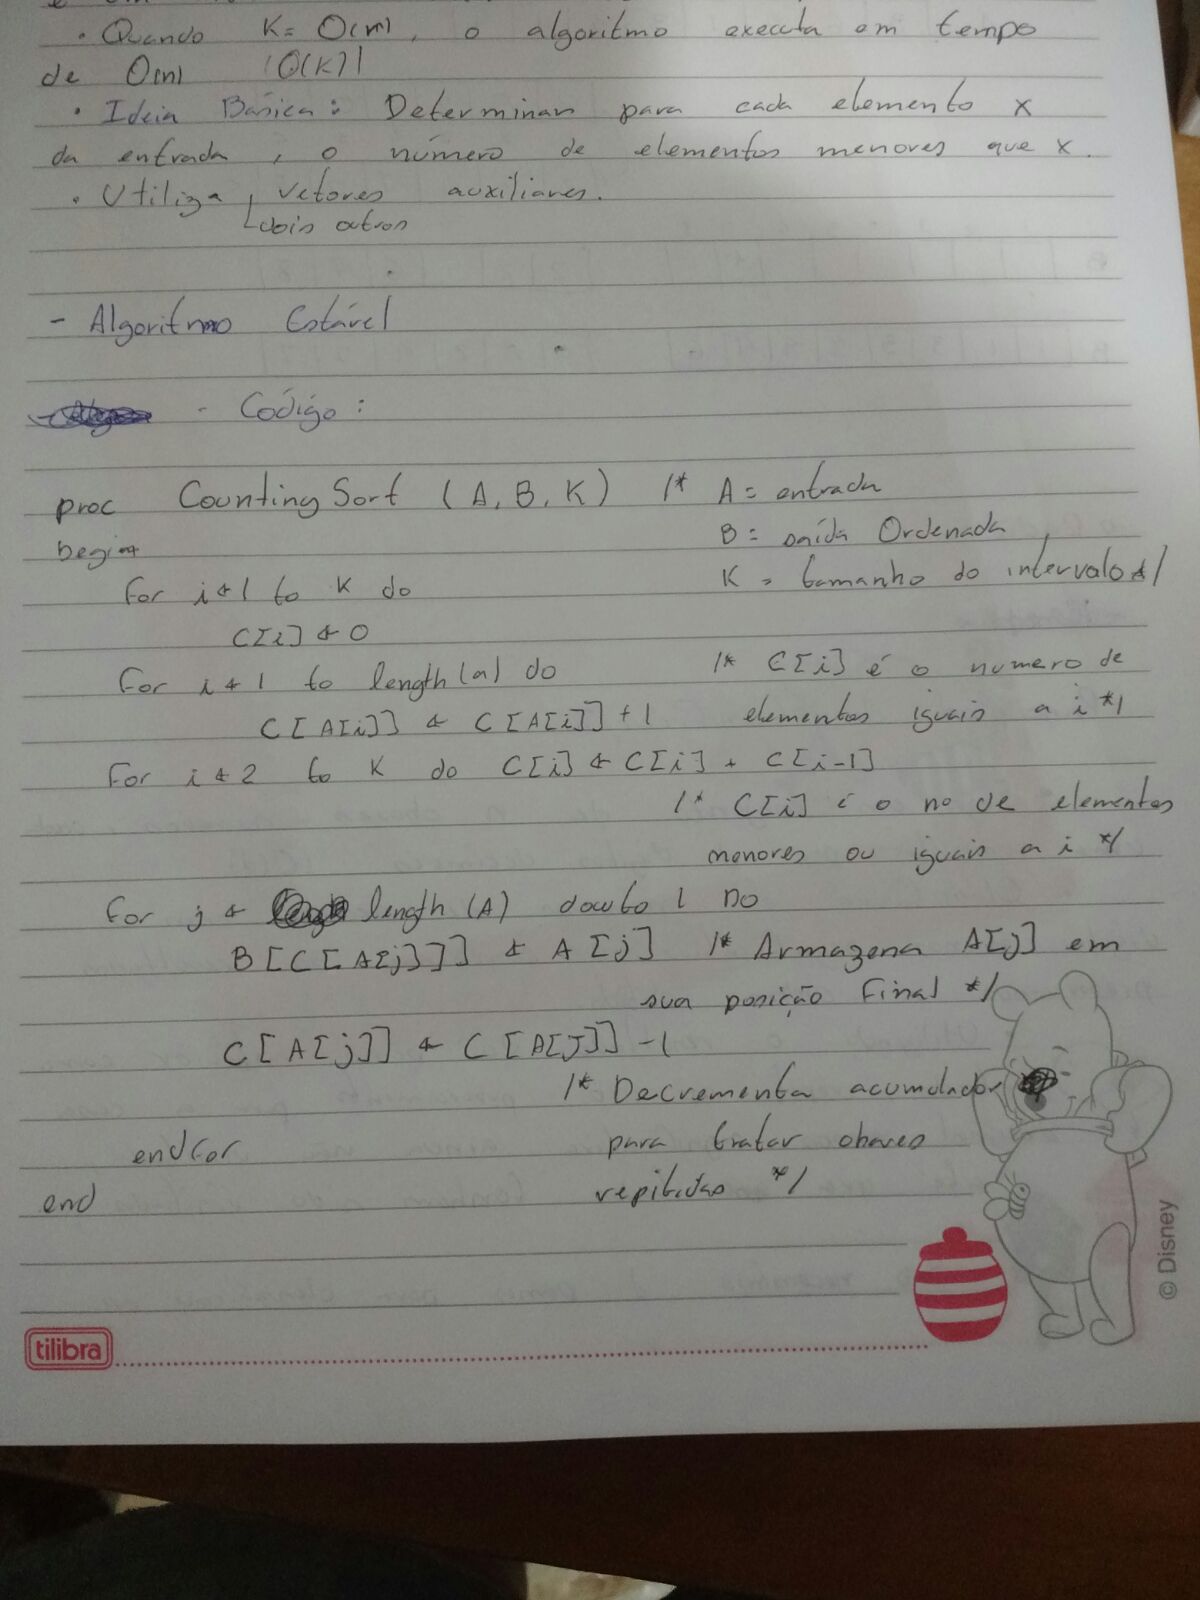 · Quando K = O(n), o algoritmo executa em tempo
de O(n) |O(K)|
· Ideia Básica: Determinar para cada elemento x
da entrada, o número de elementos menores que x.
· Utiliza vetores auxiliares.
dois outros
- Algoritmo Estável
- Código:
proc CountingSort (A, B, K) /* A = entrada
begin B = saída Ordenada,
for i ← 1 to K do K = tamanho do intervalo */
C[i] ← 0
for i ← 1 to length(a) do /* C[i] é o numero de
C[A[i]] ← C[A[i]] + 1 elementos iguais a i */
for i ← 2 to K do C[i] ← C[i] + C[i-1]
/* C[i] é o no de elementos
menores ou iguais a i */
for j ← length (A) dowto 1 DO
B[C[A[j]]] ← A[j] /* Armazena A[j] em
sua posição Final */
C[A[j]] ← C[A[J]] -1
/* Decrementa acumulador
endfor para tratar chaves
end repitidas */
© Disney
tilibra